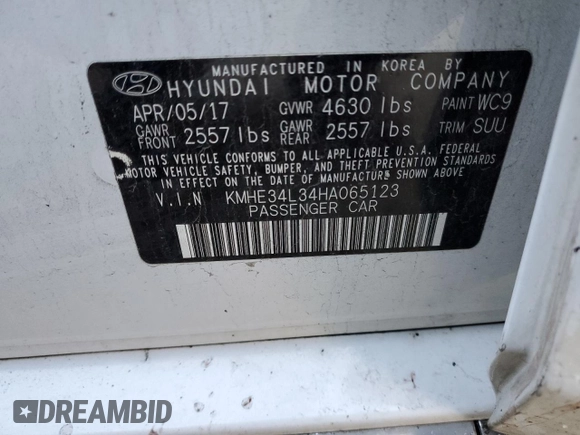 MANUFACTURED IN KOREA BY
HYUNDAI MOTOR COMPANY
APR/05/17 GVWR 4630 lbs PAINT WC9
GAWR FRONT 2557 lbs GAWR REAR 2557 lbs TRIM SUU
THIS VEHICLE CONFORMS TO ALL APPLICABLE U.S.A. FEDERAL
MOTOR VEHICLE SAFETY, BUMPER, AND THEFT PREVENTION STANDARDS
IN EFFECT ON THE DATE OF MANUFACTURE SHOWN ABOVE.
V.I.N KMHE34L34HA065123
PASSENGER CAR
DREAMBID